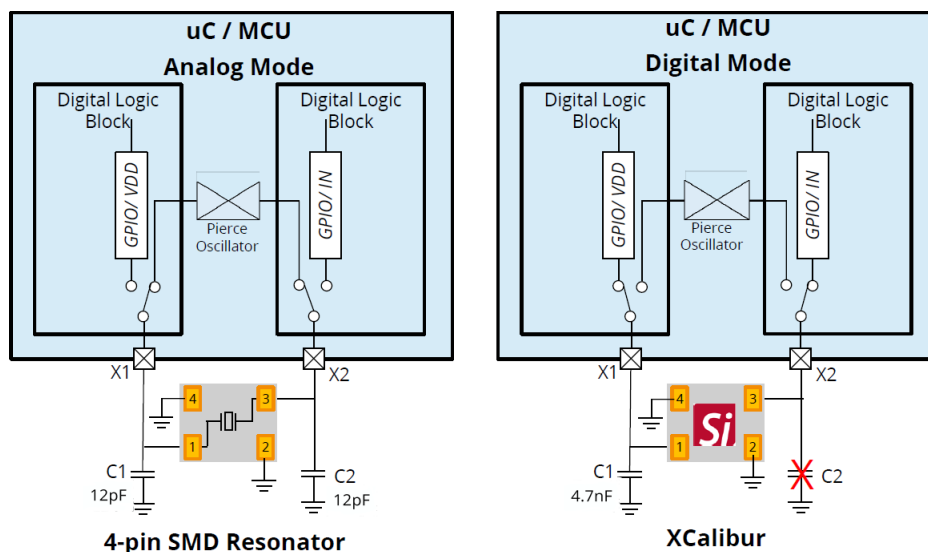 uC / MCU
Analog Mode
Digital Logic
Block
Digital Logic
Block
GPIO/ VDD
GPIO/ IN
Pierce
Oscillator
X1
X2
4
3
1
2
C1
12pF
C2
12pF
4-pin SMD Resonator
uC / MCU
Digital Mode
Digital Logic
Block
Digital Logic
Block
GPIO/ VDD
GPIO/ IN
Pierce
Oscillator
X1
X2
4
3
Si
1
2
C1
4.7nF
C2
XCalibur